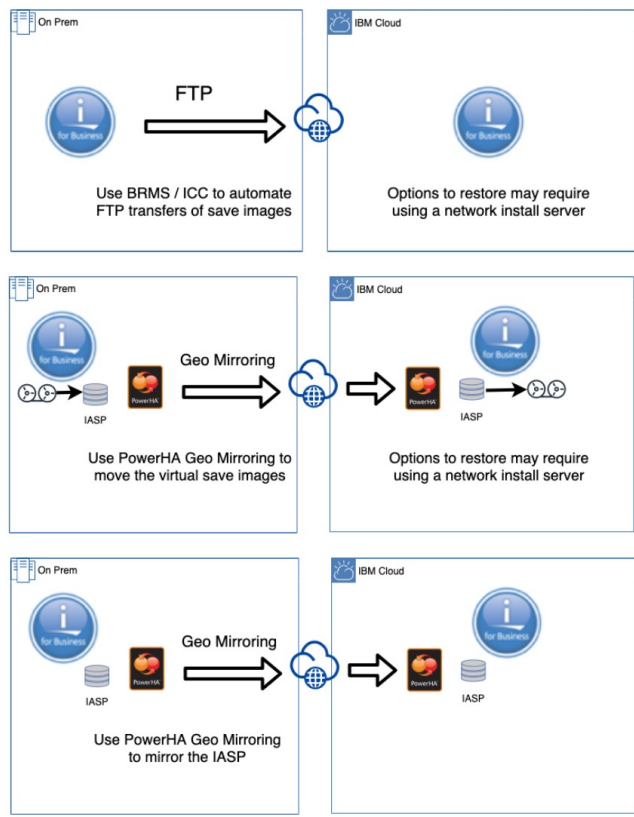 On Prem
IBM Cloud
FTP
i
for Business
i
for Business
Use BRMS / ICC to automate
FTP transfers of save images
Options to restore may require
using a network install server
On Prem
IBM Cloud
i
for Business
Geo Mirroring
i
for Business
PowerHA
PowerHA
IASP
IASP
Use PowerHA Geo Mirroring to
move the virtual save images
Options to restore may require
using a network install server
On Prem
IBM Cloud
i
for Business
Geo Mirroring
i
for Business
PowerHA
PowerHA
IASP
IASP
Use PowerHA Geo Mirroring
to mirror the IASP